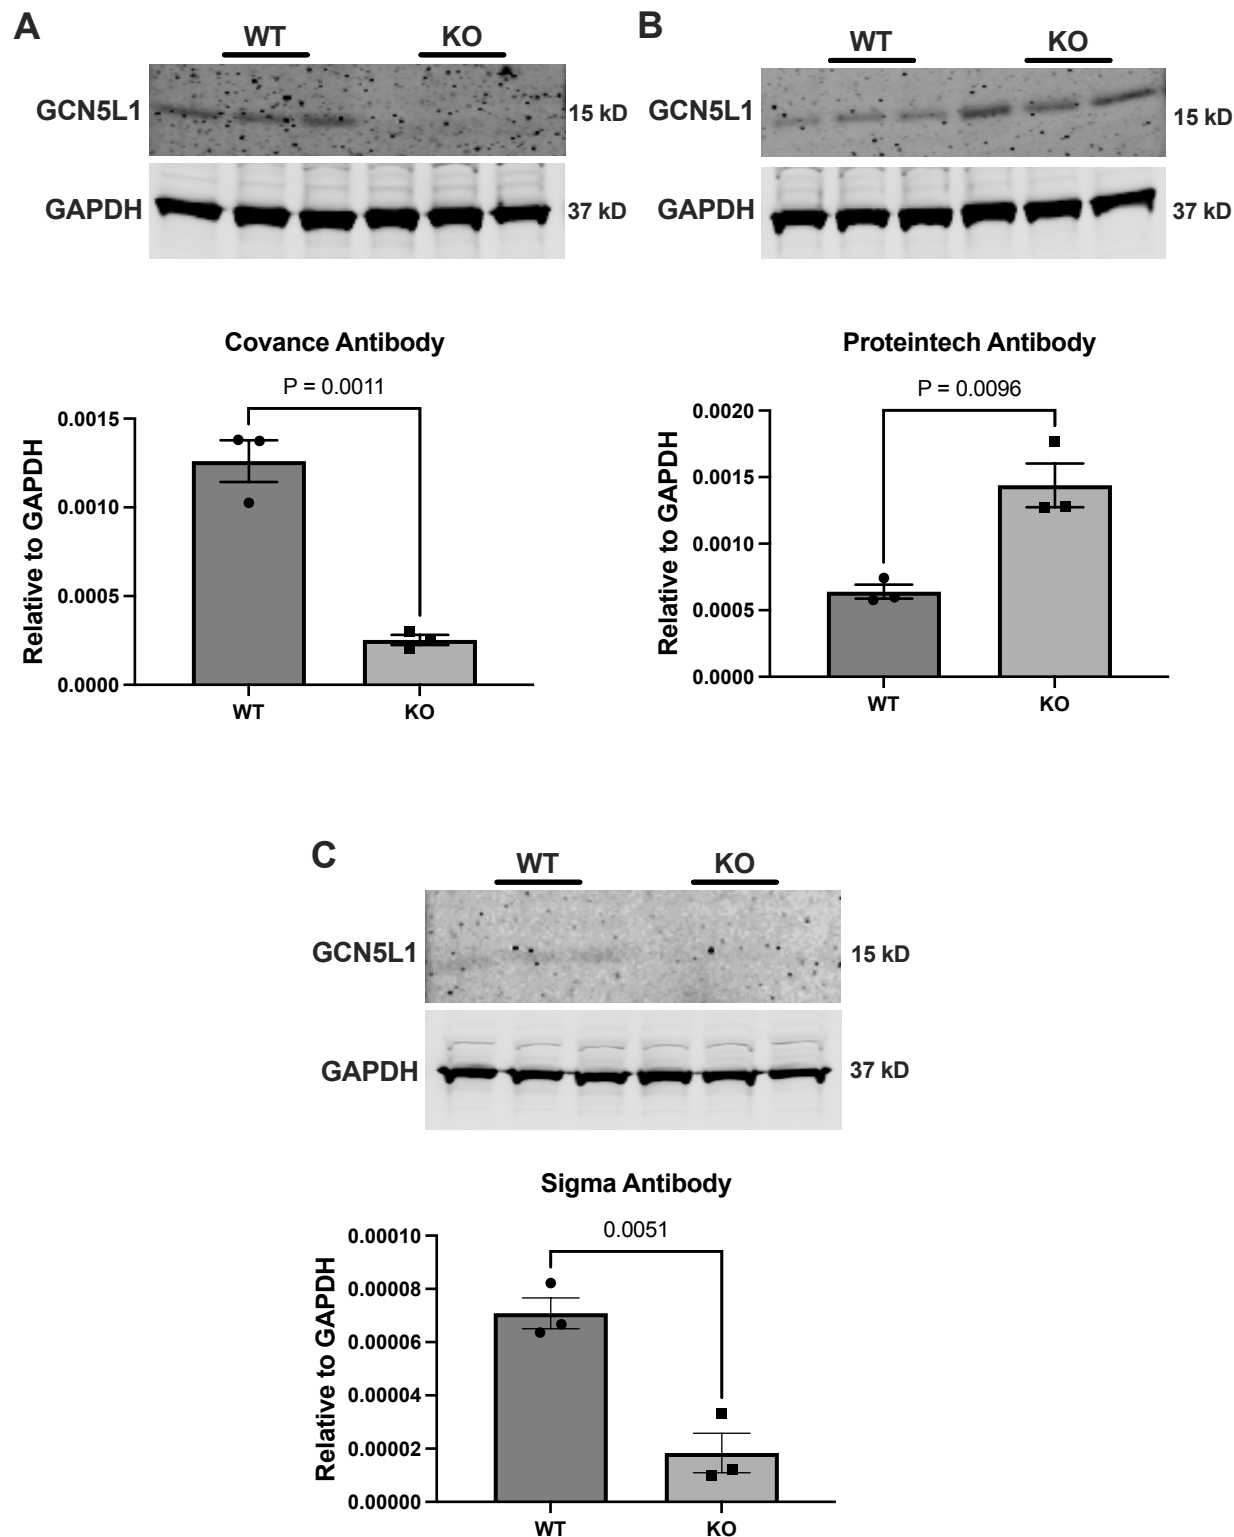 A
WT KO
GCN5L1 15 kD
GAPDH 37 kD
Covance Antibody
P = 0.0011
Relative to GAPDH
0.0015
0.0010
0.0005
0.0000
WT KO
B
WT KO
GCN5L1 15 kD
GAPDH 37 kD
Proteintech Antibody
P = 0.0096
Relative to GAPDH
0.0020
0.0015
0.0010
0.0005
0.0000
WT KO
C
WT KO
GCN5L1 15 kD
GAPDH 37 kD
Sigma Antibody
0.0051
Relative to GAPDH
0.00010
0.00008
0.00006
0.00004
0.00002
0.00000
WT KO